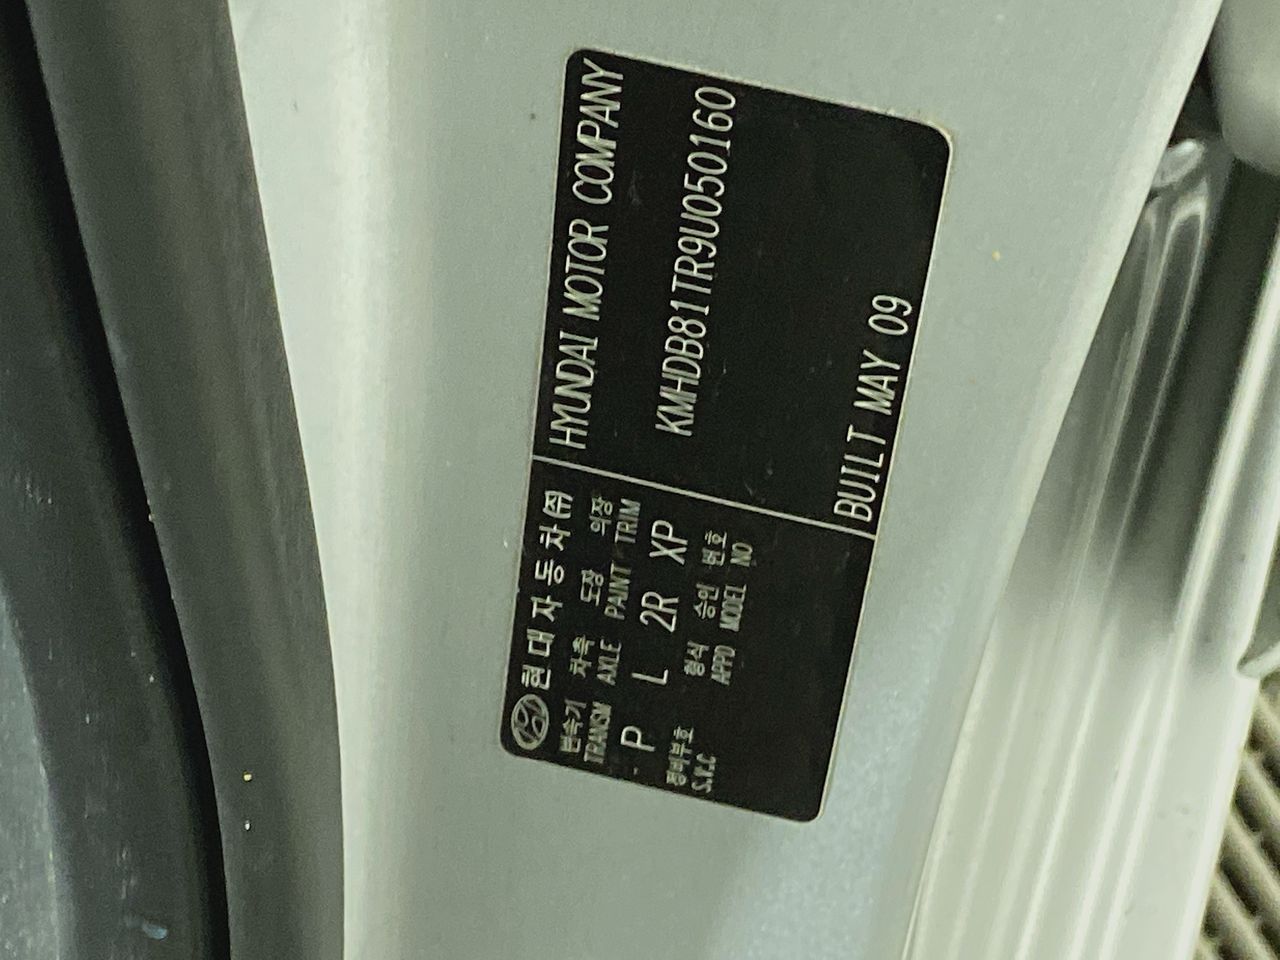 현대자동차㈜
변속기 차축 도장 의장
TRANSM AXLE PAINT TRIM
P L 2R XP
정비부호 형식 승인 번호
S.V.C APPD MODEL NO
HYUNDAI MOTOR COMPANY
KMHDB81TR9U050160
BUILT MAY 09